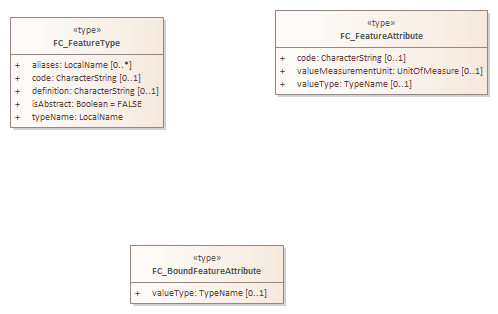 «type»
FC_FeatureType
+ aliases: LocalName [0..*]
+ code: CharacterString [0..1]
+ definition: CharacterString [0..1]
+ isAbstract: Boolean = FALSE
+ typeName: LocalName
«type»
FC_FeatureAttribute
+ code: CharacterString [0..1]
+ valueMeasurementUnit: UnitOfMeasure [0..1]
+ valueType: TypeName [0..1]
«type»
FC_BoundFeatureAttribute
+ valueType: TypeName [0..1]